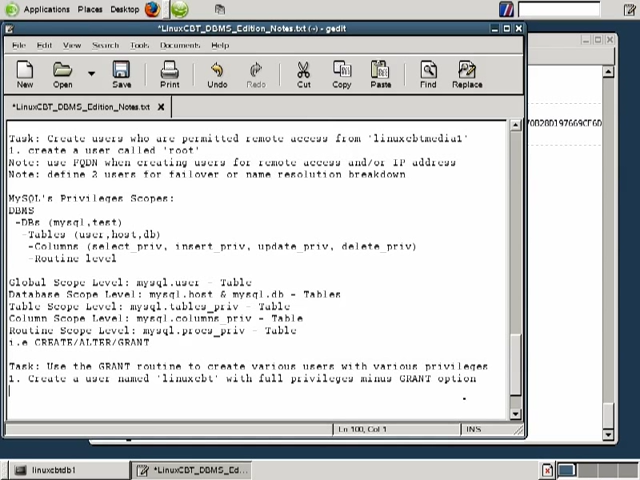 Applications Places Desktop
*LinuxCBT_DBMS_Edition_Notes.txt (~) - gedit
File Edit View Search Tools Documents Help
New Open Save Print Undo Redo Cut Copy Paste Find Replace
*LinuxCBT_DBMS_Edition_Notes.txt
Task: Create users who are permitted remote access from 'linuxcbtmedia1'
1. create a user called 'root'
Note: use FQDN when creating users for remote access and/or IP address
Note: define 2 users for failover or name resolution breakdown
MySQL's Privileges Scopes:
DBMS
-DBs (mysql,test)
-Tables (user,host,db)
-Columns (select_priv, insert_priv, update_priv, delete_priv)
-Routine level
Global Scope Level: mysql.user - Table
Database Scope Level: mysql.host & mysql.db - Tables
Table Scope Level: mysql.tables_priv - Table
Column Scope Level: mysql.columns_priv - Table
Routine Scope Level: mysql.procs_priv - Table
i.e CREATE/ALTER/GRANT
Task: Use the GRANT routine to create various users with various privileges
1. Create a user named 'linuxcbt' with full privileges minus GRANT option
Ln 100, Col 1 INS
linuxcbtdb1 *LinuxCBT_DBMS_Ed...